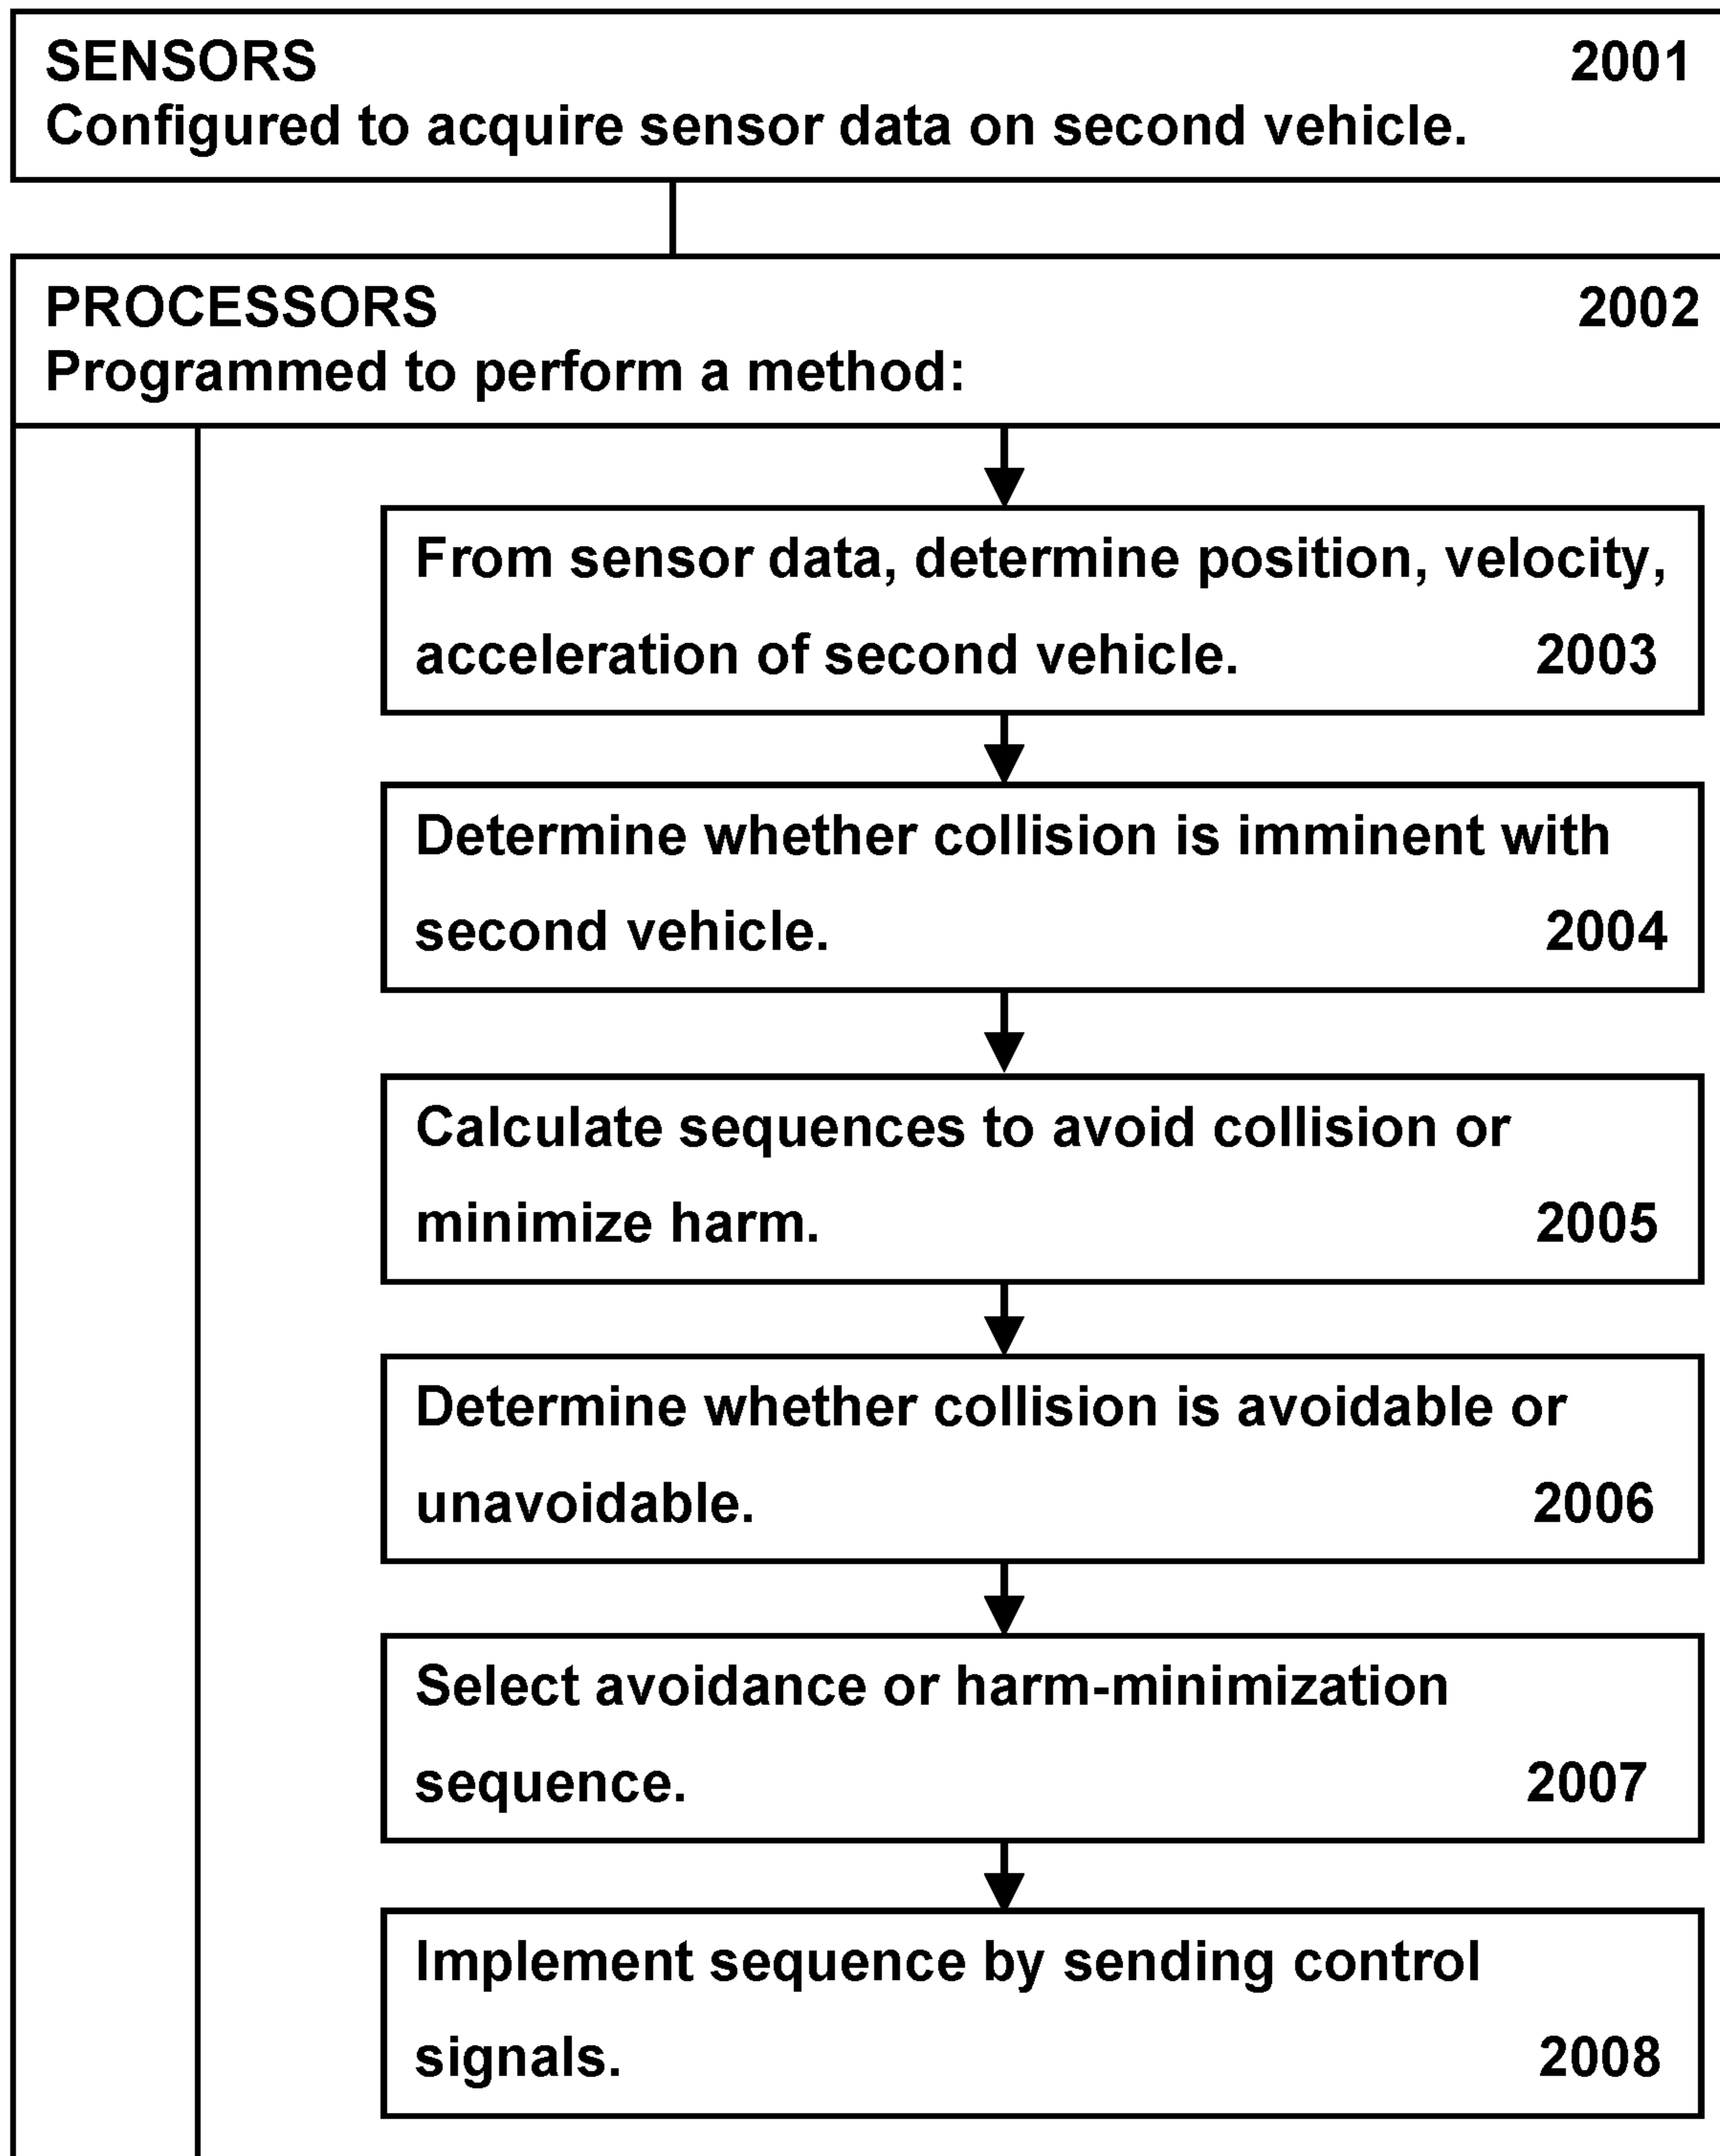 SENSORS 2001
Configured to acquire sensor data on second vehicle.
PROCESSORS 2002
Programmed to perform a method:
From sensor data, determine position, velocity,
acceleration of second vehicle. 2003
Determine whether collision is imminent with
second vehicle. 2004
Calculate sequences to avoid collision or
minimize harm. 2005
Determine whether collision is avoidable or
unavoidable. 2006
Select avoidance or harm-minimization
sequence. 2007
Implement sequence by sending control
signals. 2008